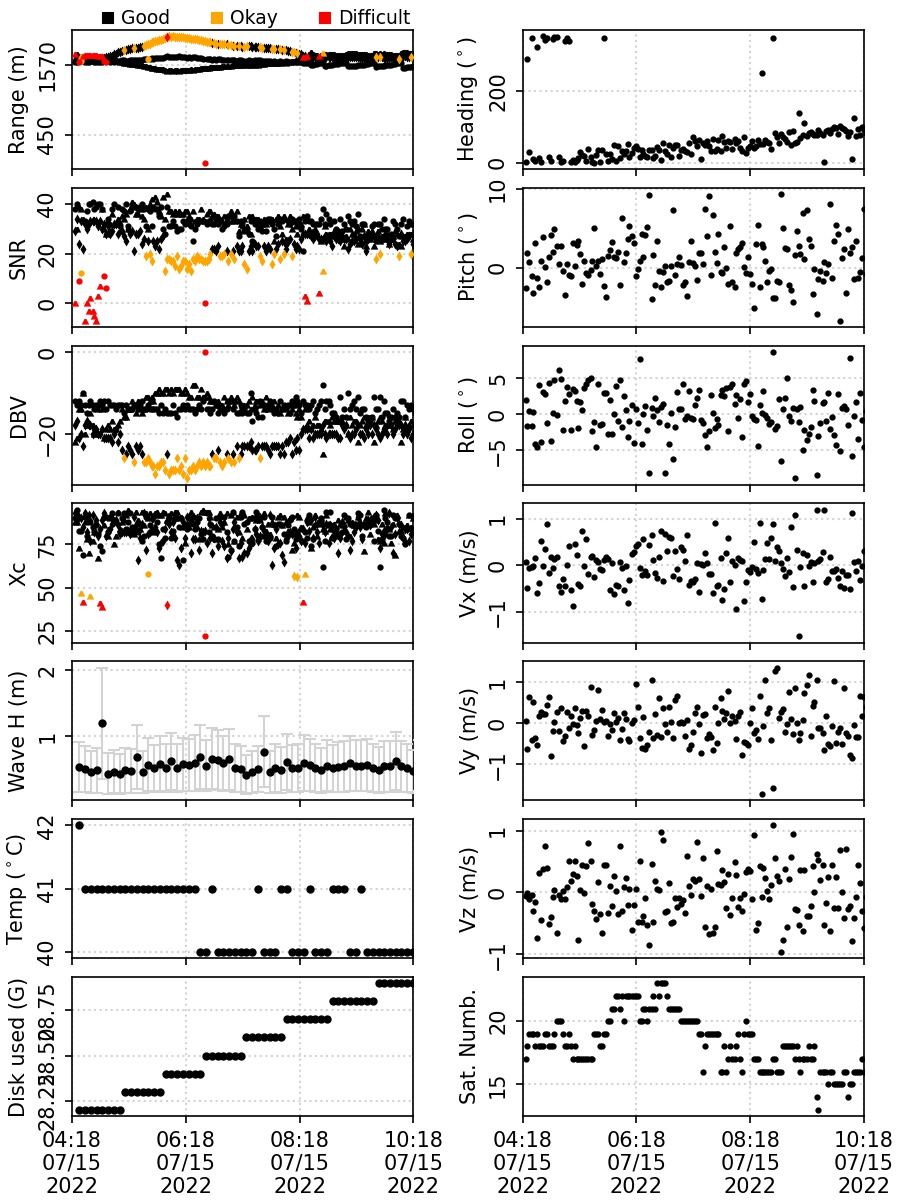 Good Okay Difficult
Range (m)
1570
450
Heading (°)
200
0
SNR
40
20
0
Pitch (°)
10
0
DBV
0
−20
Roll (°)
5
0
−5
Xc
75
50
25
Vx (m/s)
1
0
−1
Wave H (m)
2
1
Vy (m/s)
1
0
−1
Temp (°C)
42
41
40
Vz (m/s)
1
0
−1
Disk used (G)
28.75
28.50
28.25
Sat. Numb.
20
15
04:18 06:18 08:18 10:18
07/15 07/15 07/15 07/15
2022 2022 2022 2022
04:18 06:18 08:18 10:18
07/15 07/15 07/15 07/15
2022 2022 2022 2022